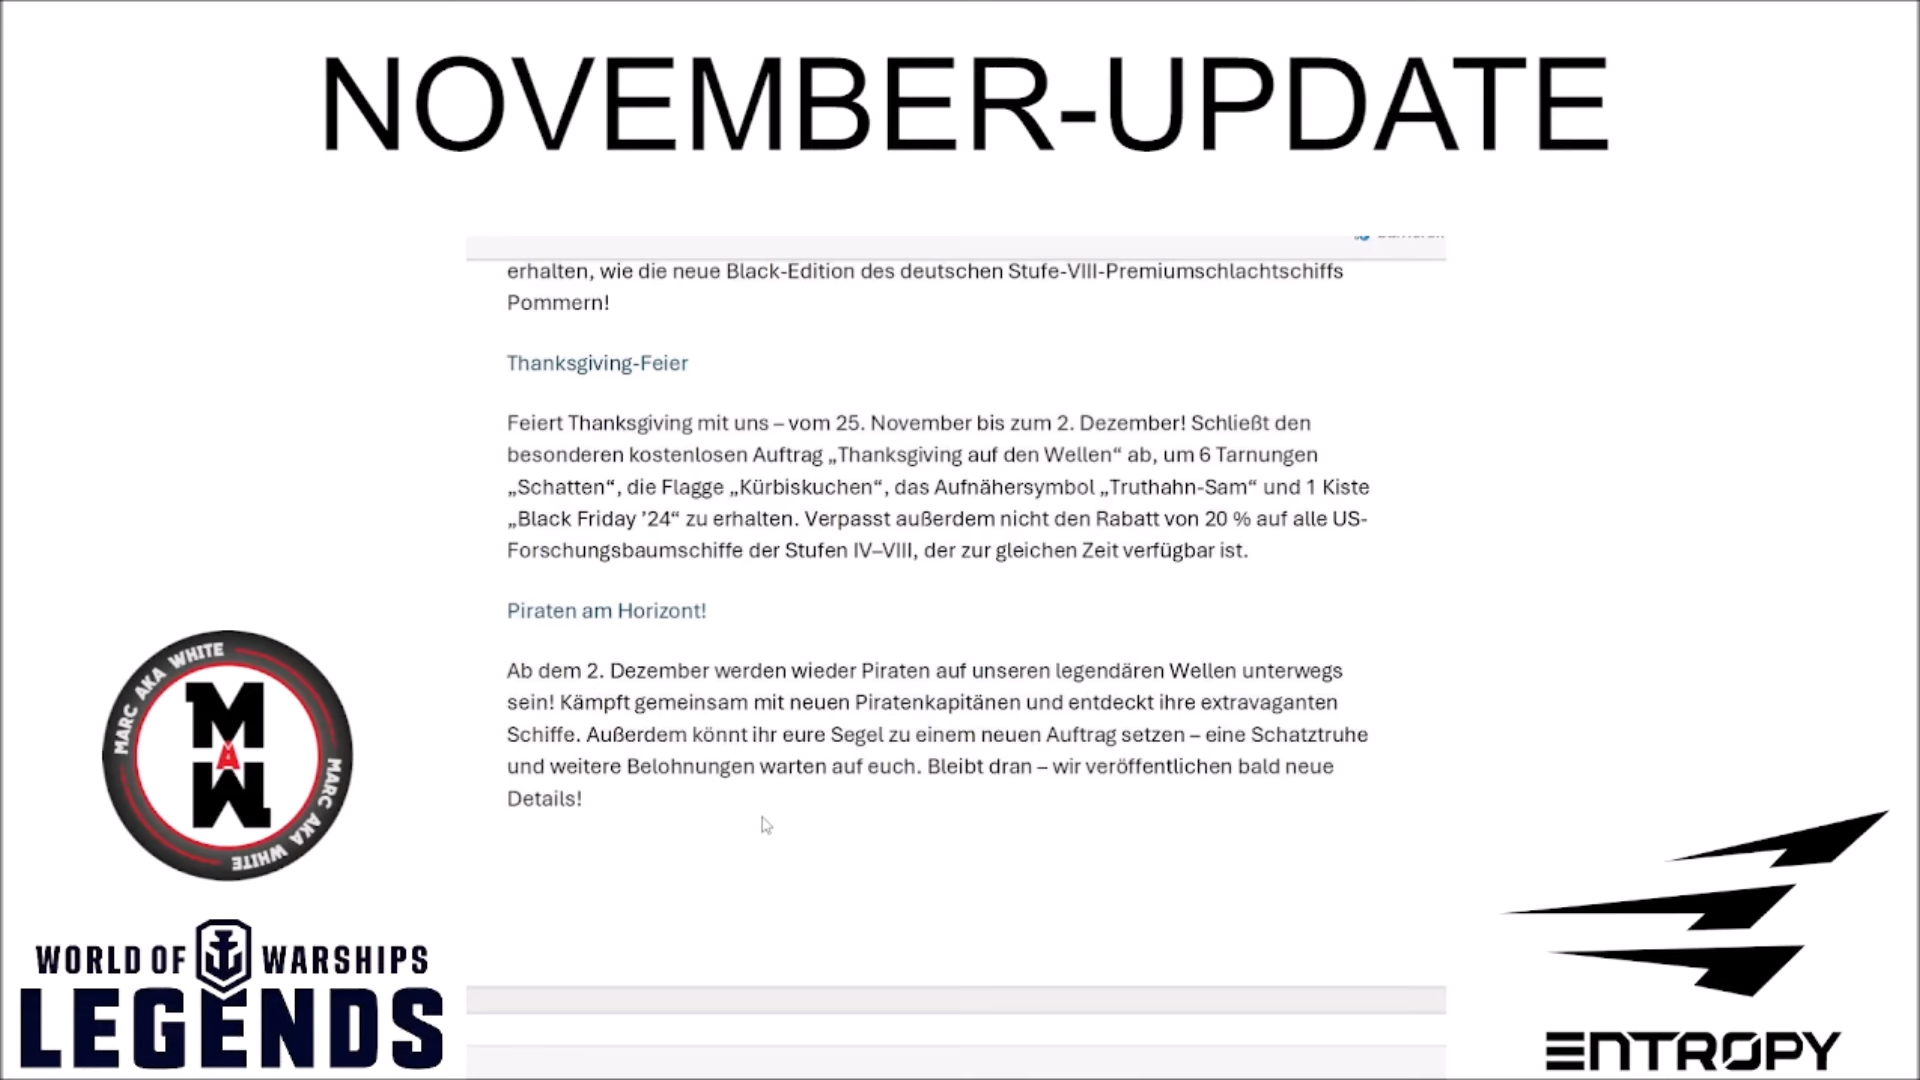 NOVEMBER-UPDATE
erhalten, wie die neue Black-Edition des deutschen Stufe-VIII-Premiumschlachtschiffs
Pommern!
Thanksgiving-Feier
Feiert Thanksgiving mit uns – vom 25. November bis zum 2. Dezember! Schließt den
besonderen kostenlosen Auftrag „Thanksgiving auf den Wellen“ ab, um 6 Tarnungen
„Schatten“, die Flagge „Kürbiskuchen“, das Aufnähersymbol „Truthahn-Sam“ und 1 Kiste
„Black Friday ’24“ zu erhalten. Verpasst außerdem nicht den Rabatt von 20 % auf alle US-
Forschungsbaumschiffe der Stufen IV–VIII, der zur gleichen Zeit verfügbar ist.
Piraten am Horizont!
Ab dem 2. Dezember werden wieder Piraten auf unseren legendären Wellen unterwegs
sein! Kämpft gemeinsam mit neuen Piratenkapitänen und entdeckt ihre extravaganten
Schiffe. Außerdem könnt ihr eure Segel zu einem neuen Auftrag setzen – eine Schatztruhe
und weitere Belohnungen warten auf euch. Bleibt dran – wir veröffentlichen bald neue
Details!
MARC AKA WHITE
M
A
W
MARC AKA WHITE
WORLD OF WARSHIPS
LEGENDS
ENTROPY